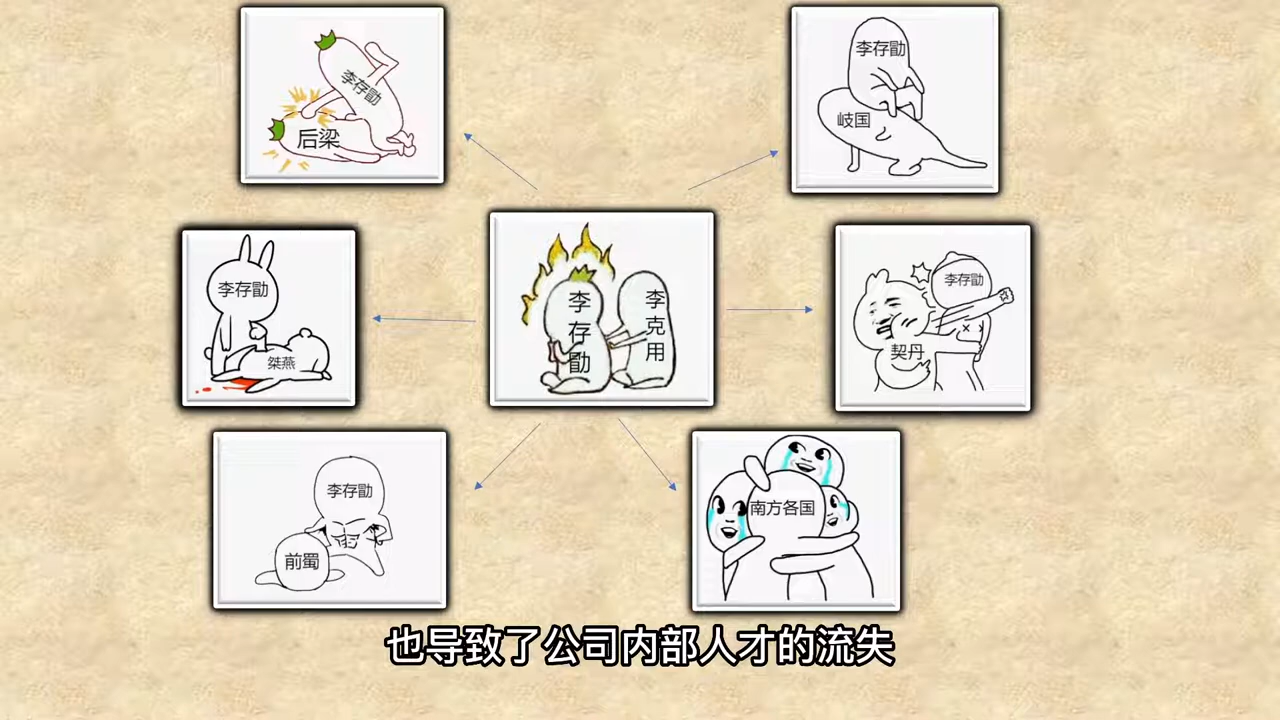 李存勖
后梁
李存勖
岐国
李存勖
桀燕
李存勖
李克用
李存勖
契丹
李存勖
前蜀
南方各国
也导致了公司内部人才的流失